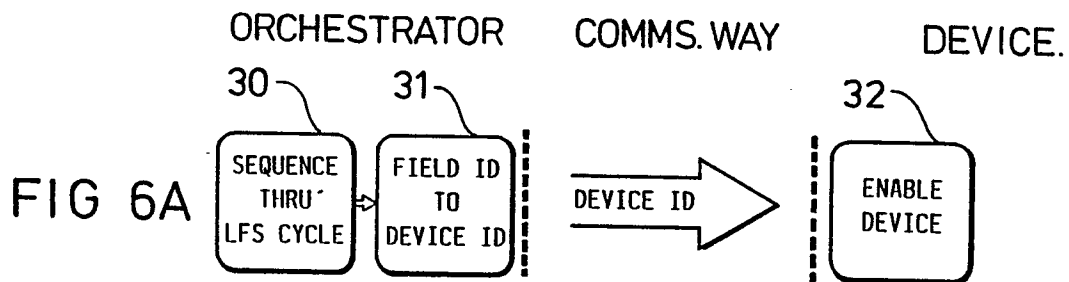 ORCHESTRATOR COMMS. WAY DEVICE.
30 31 32
FIG 6A
SEQUENCE
THRU'
LFS CYCLE
FIELD ID
TO
DEVICE ID
DEVICE ID
ENABLE
DEVICE